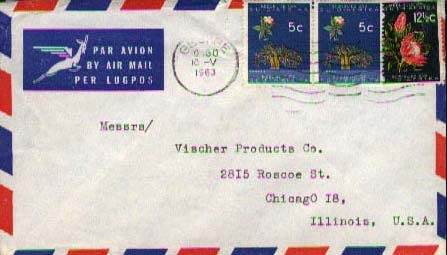 PAR AVION
BY AIR MAIL
PER LUGPOS
10-V
1963
5c
5c
12½c
Messrs/
Vischer Products Co.
2815 Roscoe St.
ChicagO 18,
Illinois, U.S.A.